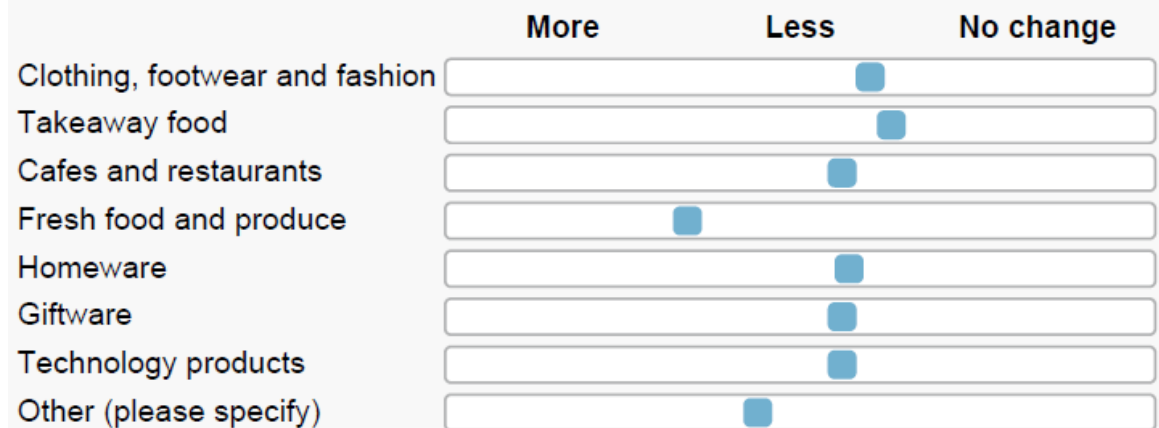 More Less No change
Clothing, footwear and fashion
Takeaway food
Cafes and restaurants
Fresh food and produce
Homeware
Giftware
Technology products
Other (please specify)